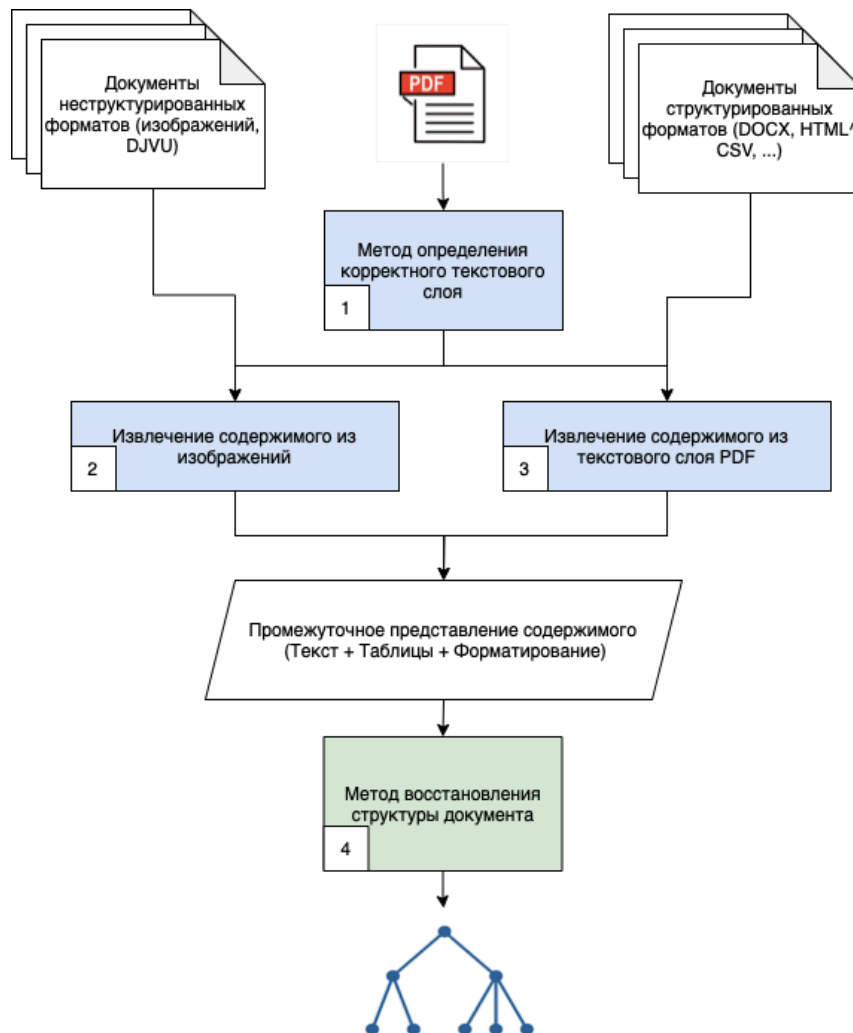 Документы
неструктурированных
форматов (изображений,
DJVU)
PDF
Документы
структурированных
форматов (DOCX, HTML^
CSV, ...)
Метод определения
корректного текстового
слоя
1
Извлечение содержимого из
изображений
2
Извлечение содержимого из
текстового слоя PDF
3
Промежуточное представление содержимого
(Текст + Таблицы + Форматирование)
Метод восстановления
структуры документа
4